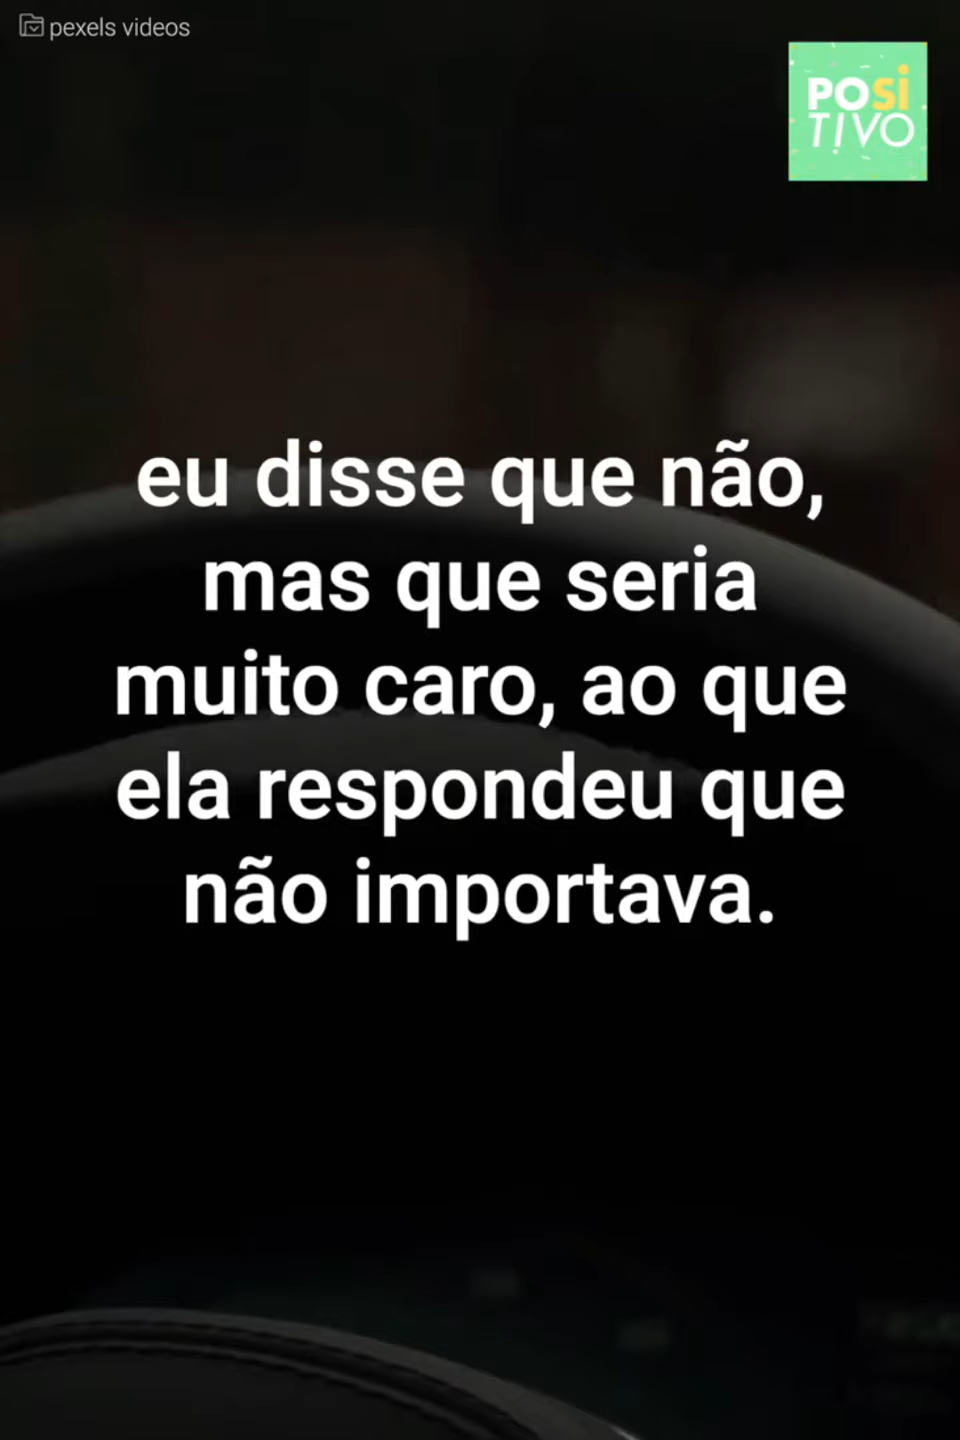 pexels videos
POSi
TIVO
eu disse que não,
mas que seria
muito caro, ao que
ela respondeu que
não importava.